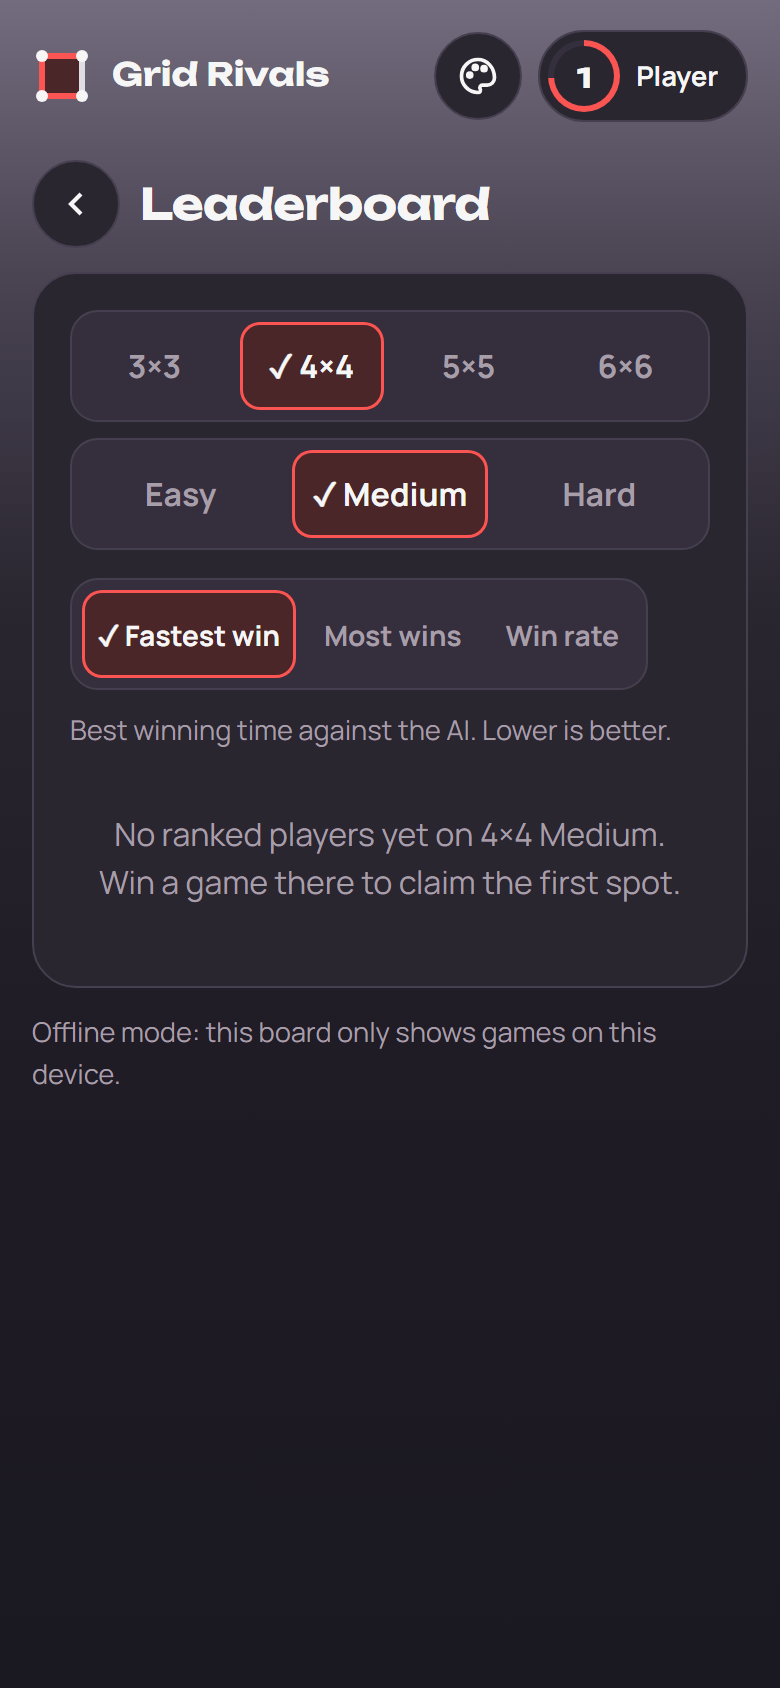 Grid Rivals
1 Player
Leaderboard
3×3 ✓ 4×4 5×5 6×6
Easy ✓ Medium Hard
✓ Fastest win Most wins Win rate
Best winning time against the AI. Lower is better.
No ranked players yet on 4×4 Medium.
Win a game there to claim the first spot.
Offline mode: this board only shows games on this
device.